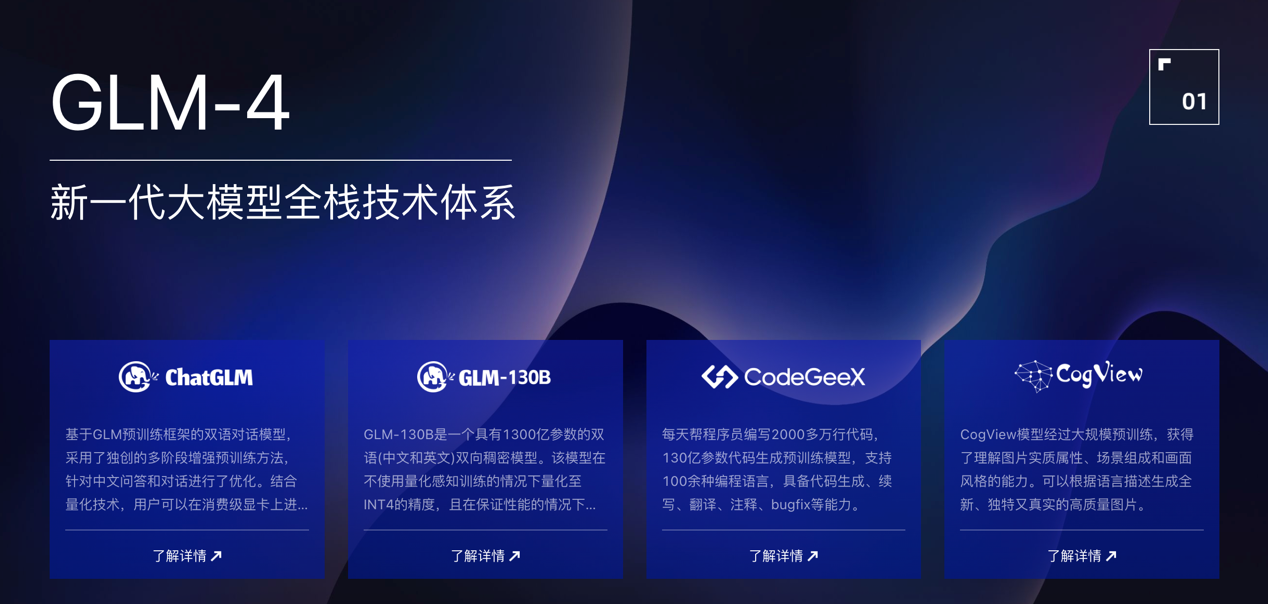 GLM-4
01
新一代大模型全栈技术体系
ChatGLM
基于GLM预训练框架的双语对话模型，
采用了独创的多阶段增强预训练方法，
针对中文问答和对话进行了优化。结合
量化技术，用户可以在消费级显卡上进...
了解详情
GLM-130B
GLM-130B是一个具有1300亿参数的双
语(中文和英文)双向稠密模型。该模型在
不使用量化感知训练的情况下量化至
INT4的精度，且在保证性能的情况下...
了解详情
CodeGeeX
每天帮程序员编写2000多万行代码，
130亿参数代码生成预训练模型，支持
100余种编程语言，具备代码生成、续
写、翻译、注释、bugfix等能力。
了解详情
CogView
CogView模型经过大规模预训练，获得
了理解图片实质属性、场景组成和画面
风格的能力。可以根据语言描述生成全
新、独特又真实的高质量图片。
了解详情